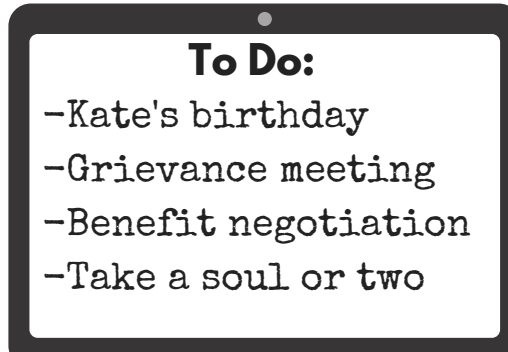 To Do:
-Kate's birthday
-Grievance meeting
-Benefit negotiation
-Take a soul or two